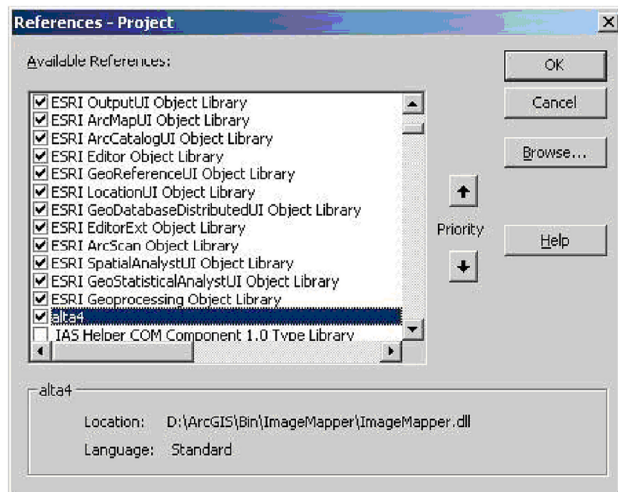 References - Project
Available References:
ESRI OutputUI Object Library
ESRI ArcMapUI Object Library
ESRI ArcCatalogUI Object Library
ESRI Editor Object Library
ESRI GeoReferenceUI Object Library
ESRI LocationUI Object Library
ESRI GeoDatabaseDistributedUI Object Library
ESRI EditorExt Object Library
ESRI ArcScan Object Library
ESRI SpatialAnalystUI Object Library
ESRI GeoStatisticalAnalystUI Object Library
ESRI Geoprocessing Object Library
alta4
IAS Helper COM Component 1.0 Type Library
Priority
OK
Cancel
Browse...
Help
alta4
Location: D:\ArcGIS\Bin\ImageMapper\ImageMapper.dll
Language: Standard